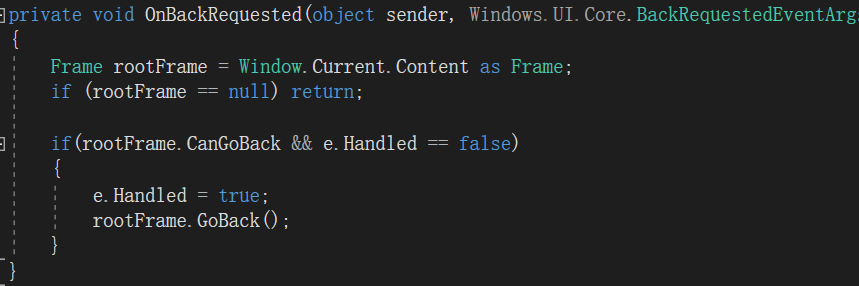 private void OnBackRequested(object sender, Windows.UI.Core.BackRequestedEventArgs
{
Frame rootFrame = Window.Current.Content as Frame;
if (rootFrame == null) return;
if(rootFrame.CanGoBack && e.Handled == false)
{
e.Handled = true;
rootFrame.GoBack();
}
}